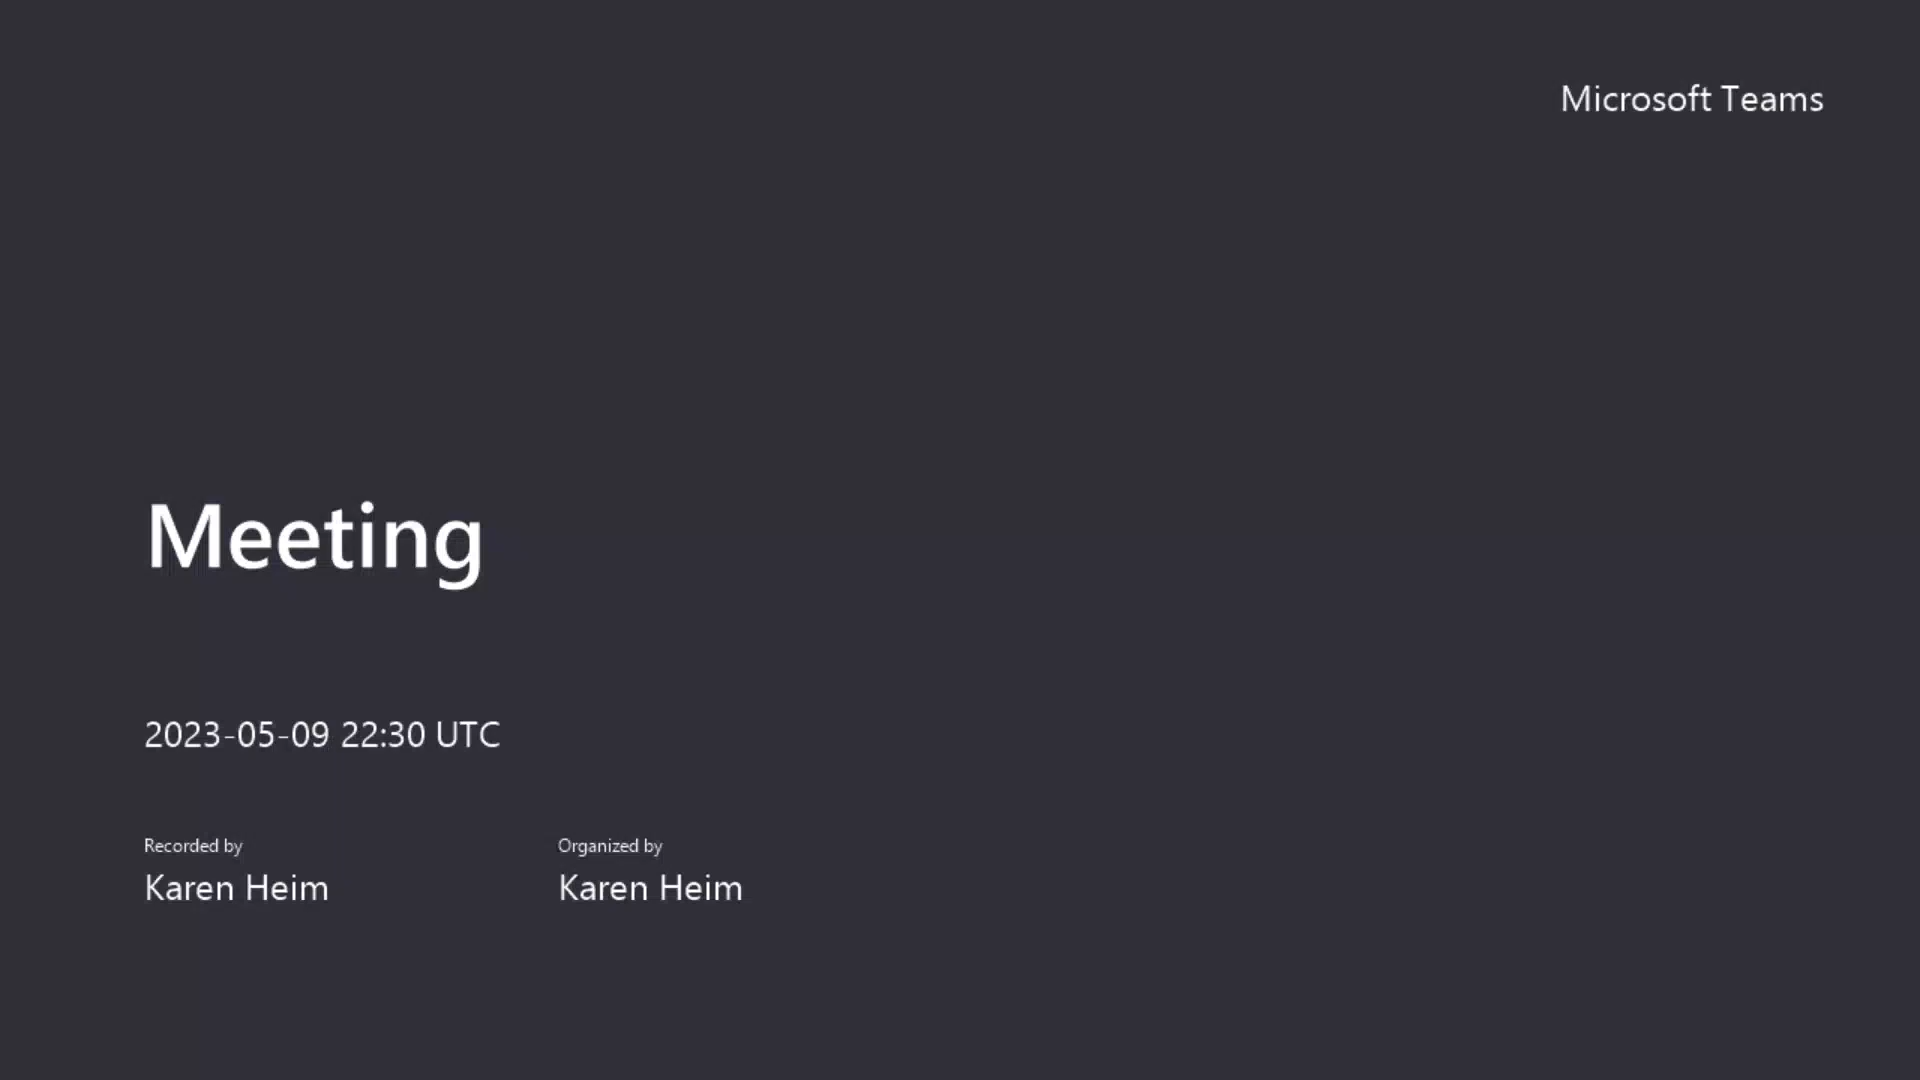 Microsoft Teams
Meeting
2023-05-09 22:30 UTC
Recorded by
Karen Heim
Organized by
Karen Heim